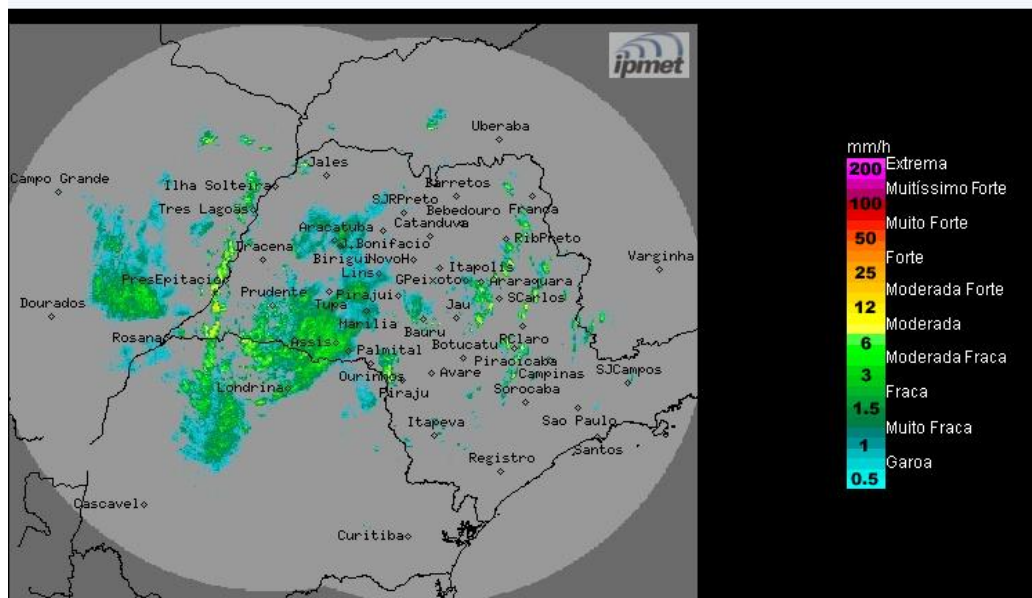 ipmet
Uberaba
Jales
Campo Grande
Ilha Solteira
Barretos
SJRPreto
Tres Lagoas
Bebedouro
Franca
Catanduva
Aracatuba
RibPreto
Dracena
J.Bonifacio
Birigui
NovoH
Varginha
Lins
Itapolis
PresEpitacio
GPeixoto
Araraquara
Prudente
Pirajui
SCarlos
Dourados
Tupa
Jau
Marilia
Bauru
Rosana
Assis
Botucatu
RClaro
Palmital
Piracicaba
Ourinhos
Avare
Campinas
SJCampos
Londrina
Piraju
Sorocaba
Itapeva
Sao Paulo
Santos
Registro
Cascavel
Curitiba
mm/h
200 Extrema
Muitíssimo Forte
100
Muito Forte
50
Forte
25
Moderada Forte
12
Moderada
6
Moderada Fraca
3
Fraca
1.5
Muito Fraca
1
Garoa
0.5